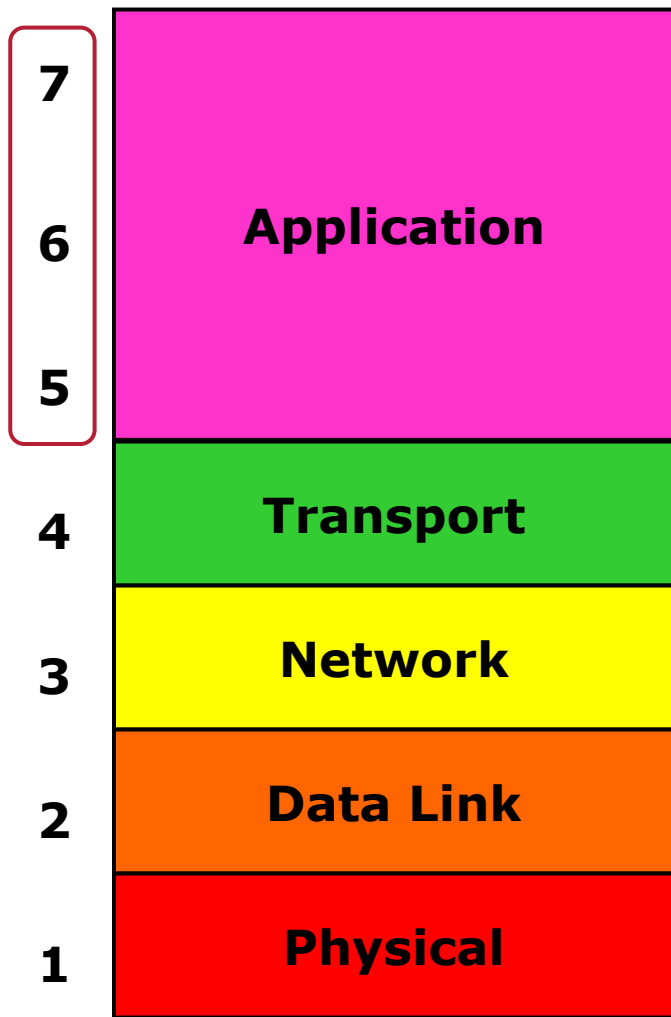 7
6
Application
5
4
Transport
3
Network
2
Data Link
1
Physical